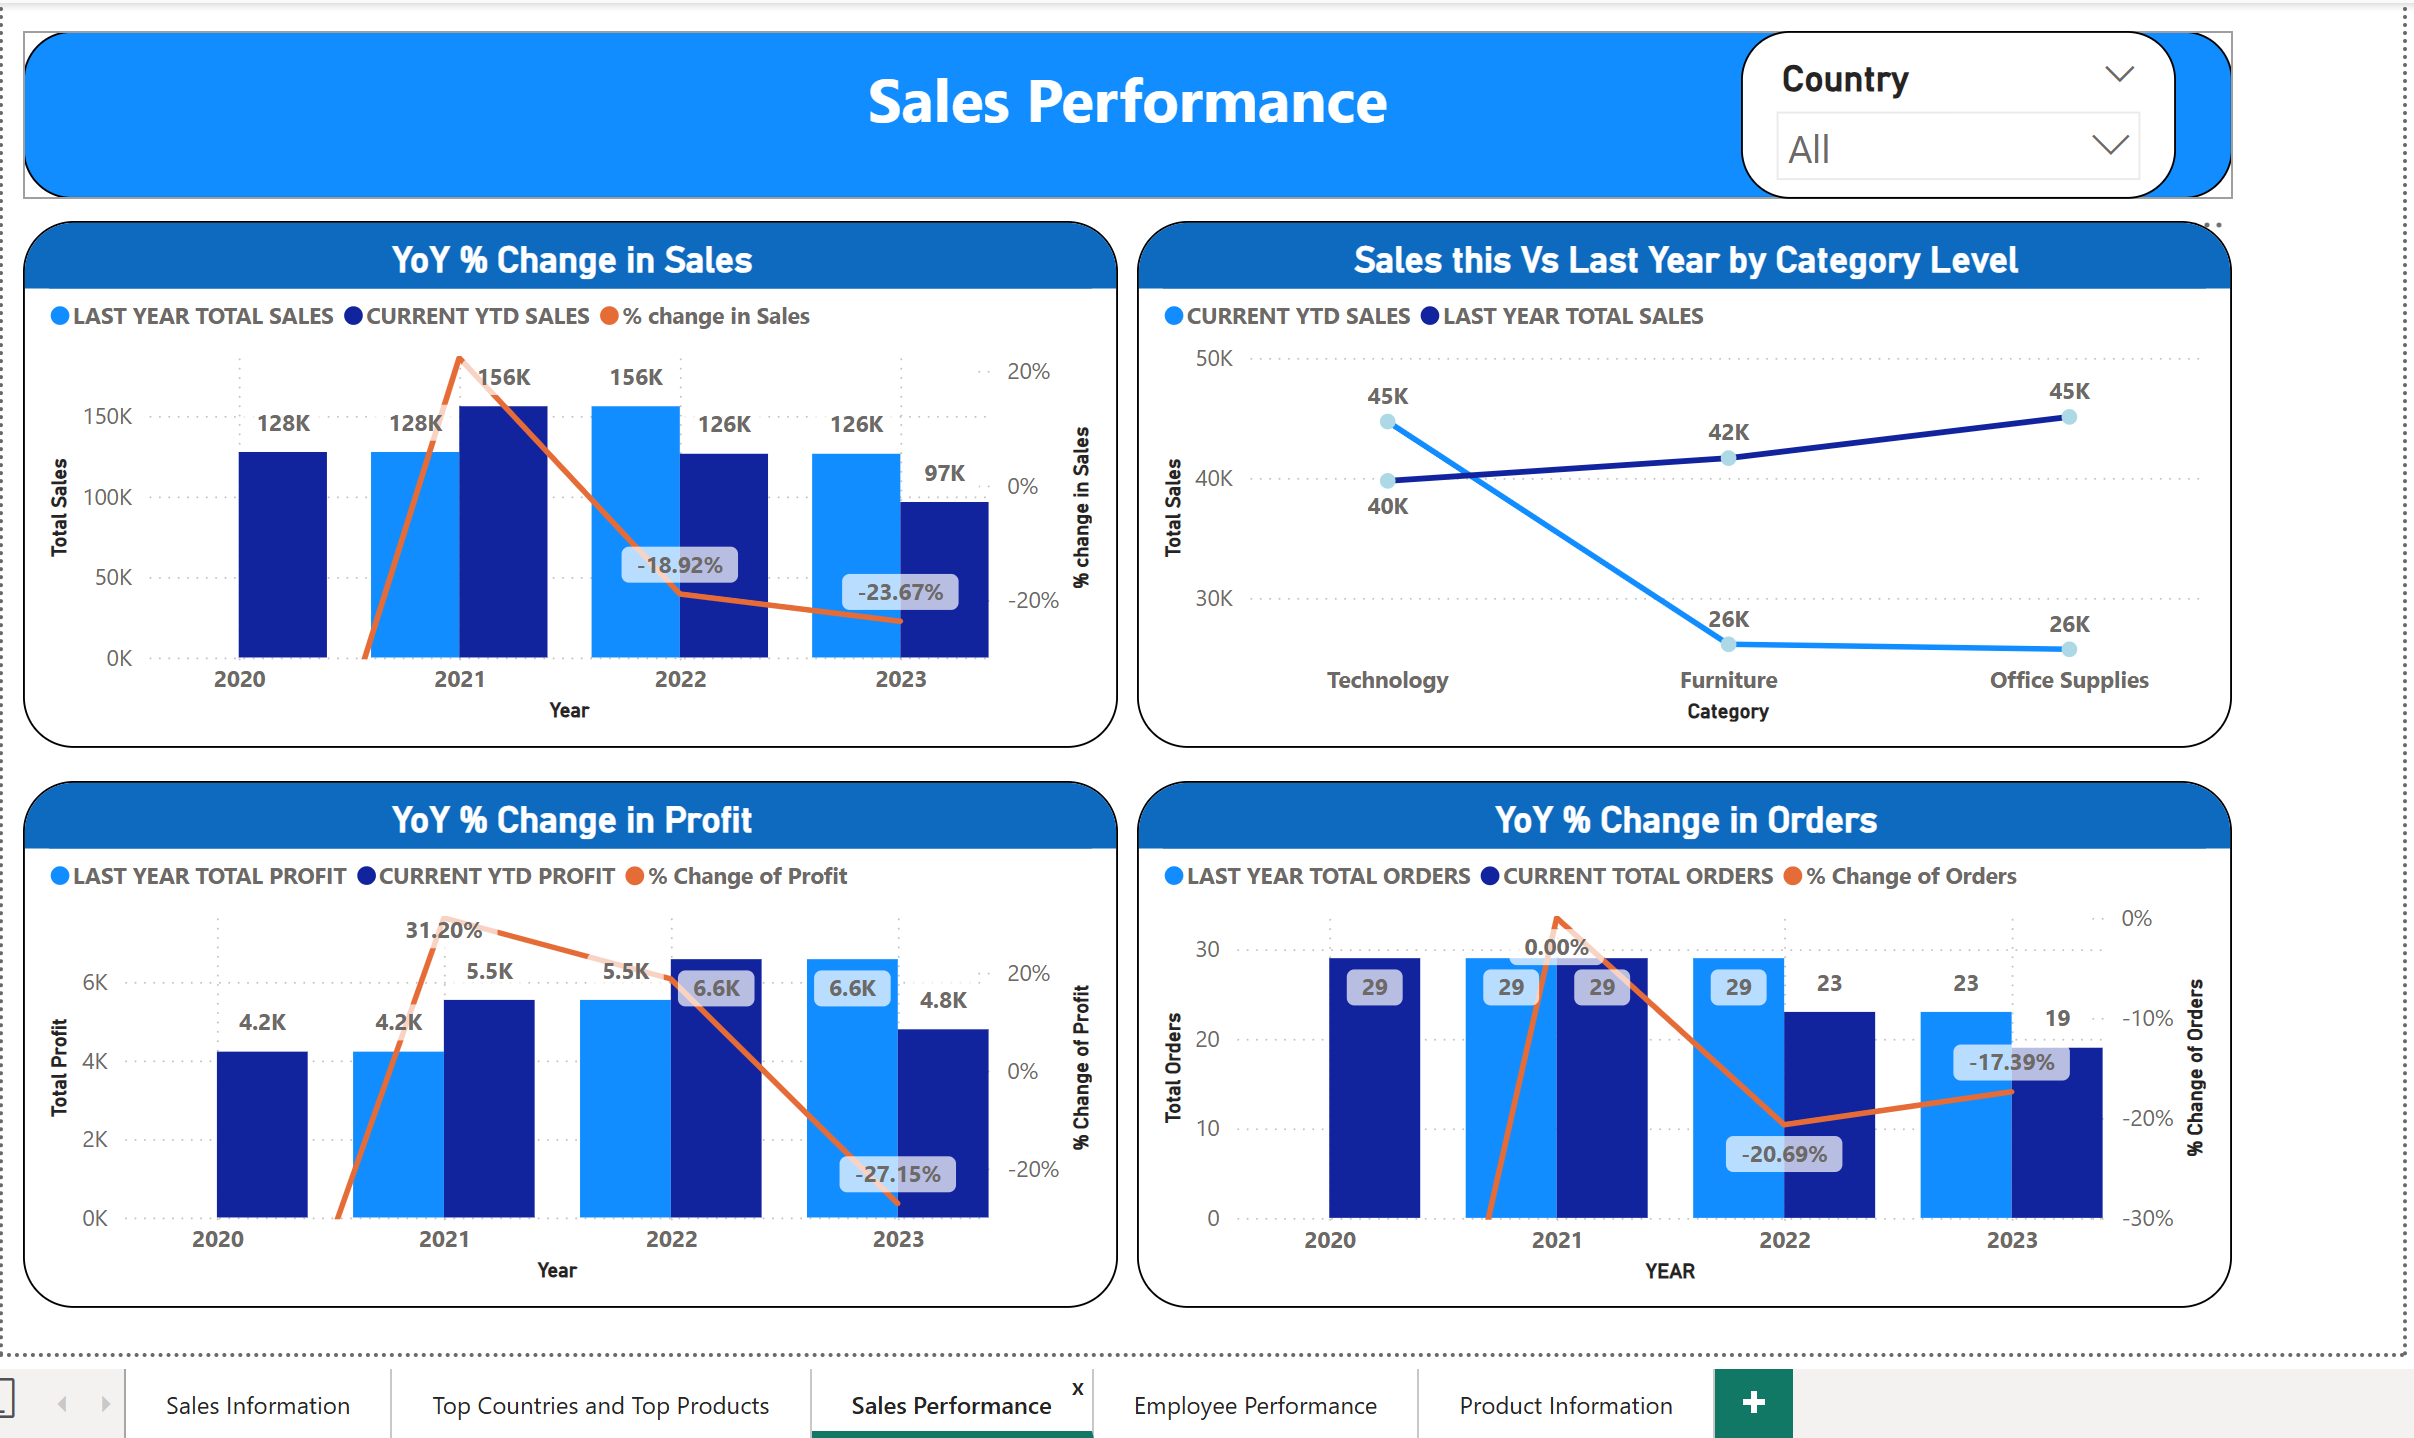 Sales Performance
Country
All
YoY % Change in Sales
LAST YEAR TOTAL SALES CURRENT YTD SALES % change in Sales
Total Sales
150K
100K
50K
0K
128K
128K
156K
156K
126K
126K
97K
-18.92%
-23.67%
20%
0%
-20%
% change in Sales
2020 2021 2022 2023
Year
Sales this Vs Last Year by Category Level
CURRENT YTD SALES LAST YEAR TOTAL SALES
Total Sales
50K
40K
30K
45K
40K
42K
26K
45K
26K
Technology Furniture Office Supplies
Category
YoY % Change in Profit
LAST YEAR TOTAL PROFIT CURRENT YTD PROFIT % Change of Profit
Total Profit
6K
4K
2K
0K
4.2K
4.2K
31.20%
5.5K
5.5K
6.6K
6.6K
4.8K
-27.15%
20%
0%
-20%
% Change of Profit
2020 2021 2022 2023
Year
YoY % Change in Orders
LAST YEAR TOTAL ORDERS CURRENT TOTAL ORDERS % Change of Orders
Total Orders
30
20
10
0
29
29
0.00%
29
29
23
23
19
-20.69%
-17.39%
0%
-10%
-20%
-30%
% Change of Orders
2020 2021 2022 2023
YEAR
Sales Information
Top Countries and Top Products
Sales Performance
x
Employee Performance
Product Information
+